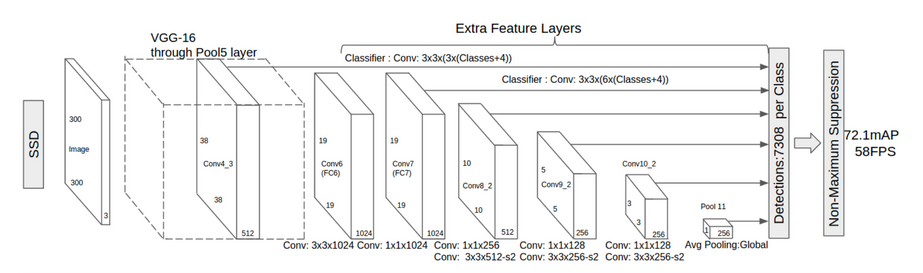 Extra Feature Layers
VGG-16
through Pool5 layer
Classifier : Conv: 3x3x(3x(Classes+4))
Classifier : Conv: 3x3x(6x(Classes+4))
SSD
300
Image
300
3
38
Conv4_3
38
512
19
Conv6
(FC6)
19
1024
19
Conv7
(FC7)
19
1024
10
Conv8_2
10
512
5
Conv9_2
5
256
Conv10_2
3
3
256
Pool 11
1
256
Detections:7308 per Class
Non-Maximum Suppression
72.1mAP
58FPS
Conv: 3x3x1024
Conv: 1x1x1024
Conv: 1x1x256
Conv: 3x3x512-s2
Conv: 1x1x128
Conv: 3x3x256-s2
Conv: 1x1x128
Conv: 3x3x256-s2
Avg Pooling:Global